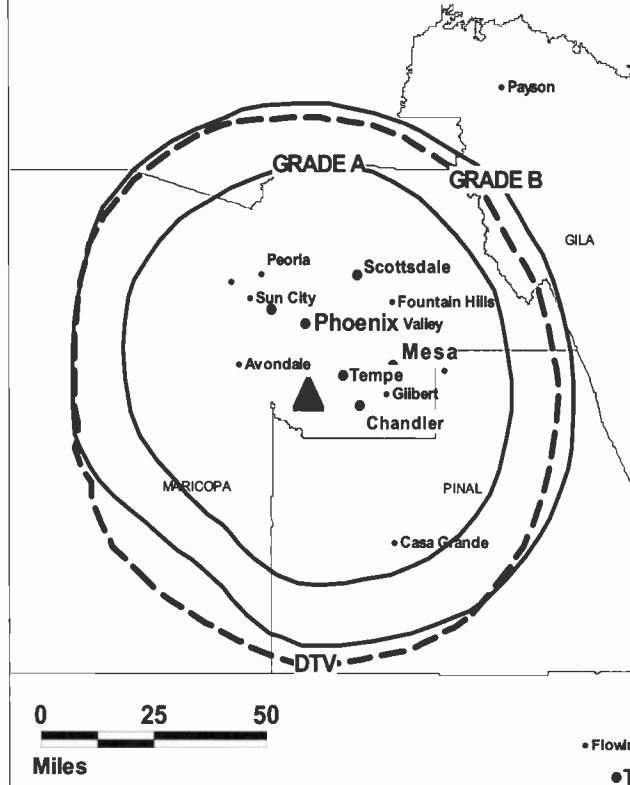 Payson
GRADE A
GRADE B
GILA
Peoria
Scottsdale
Sun City
Fountain Hills
Phoenix Valley
Mesa
Avondale
Tempe
Giibert
Chandler
MARICOPA
PINAL
Casa Grande
DTV
0 25 50
Miles